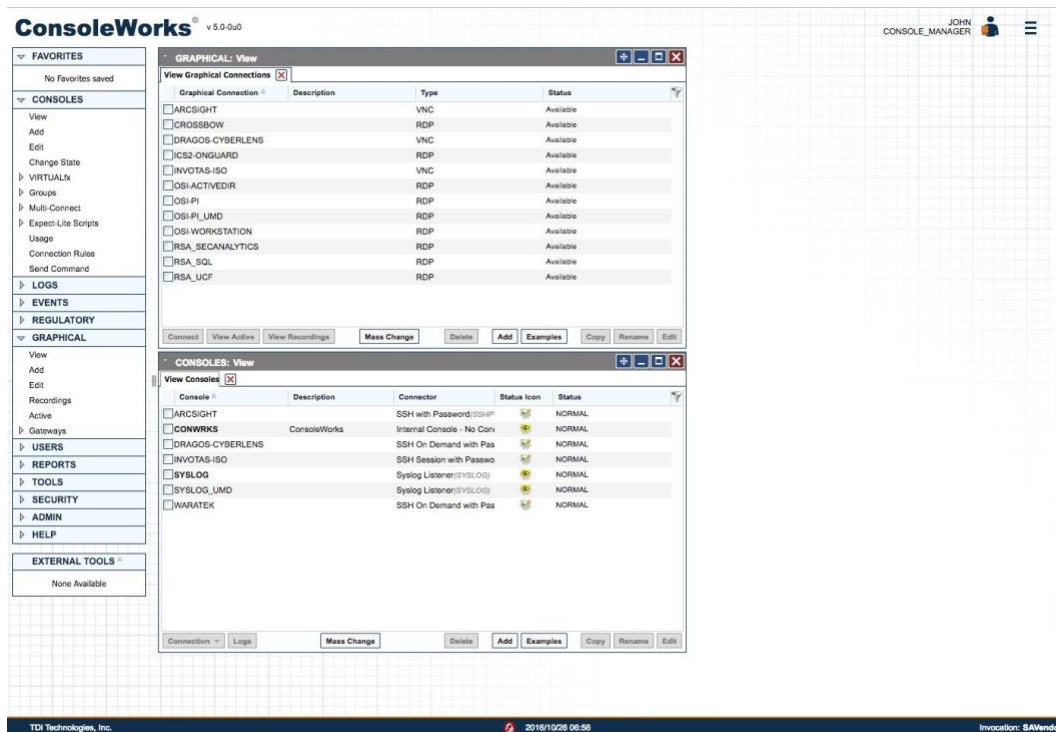 ConsoleWorks® v 5.0-0u0
JOHN
CONSOLE_MANAGER
FAVORITES
No Favorites saved
CONSOLES
View
Add
Edit
Change State
VIRTUALfx
Groups
Multi-Connect
Expect-Lite Scripts
Usage
Connection Rules
Send Command
LOGS
EVENTS
REGULATORY
GRAPHICAL
View
Add
Edit
Recordings
Active
Gateways
USERS
REPORTS
TOOLS
SECURITY
ADMIN
HELP
EXTERNAL TOOLS
None Available
GRAPHICAL: View
View Graphical Connections
Graphical Connection Description Type Status
ARCSIGHT VNC Available
CROSSBOW RDP Available
DRAGOS-CYBERLENS VNC Available
ICS2-ONGUARD RDP Available
INVOTAS-ISO VNC Available
OSI-ACTIVEDIR RDP Available
OSI-PI RDP Available
OSI-PI_UMD RDP Available
OSI-WORKSTATION RDP Available
RSA_SECANALYTICS RDP Available
RSA_SQL RDP Available
RSA_UCF RDP Available
Connect View Active View Recordings Mass Change Delete Add Examples Copy Rename Edit
CONSOLES: View
View Consoles
Console Description Connector Status Icon Status
ARCSIGHT SSH with Password(SSHP NORMAL
CONWRKS ConsoleWorks Internal Console - No Con NORMAL
DRAGOS-CYBERLENS SSH On Demand with Pas NORMAL
INVOTAS-ISO SSH Session with Passwo NORMAL
SYSLOG Syslog Listener(SYSLOG) NORMAL
SYSLOG_UMD Syslog Listener(SYSLOG) NORMAL
WARATEK SSH On Demand with Pas NORMAL
Connection Logs Mass Change Delete Add Examples Copy Rename Edit
TDI Technologies, Inc. 2016/10/26 06:56 Invocation: SAVendo